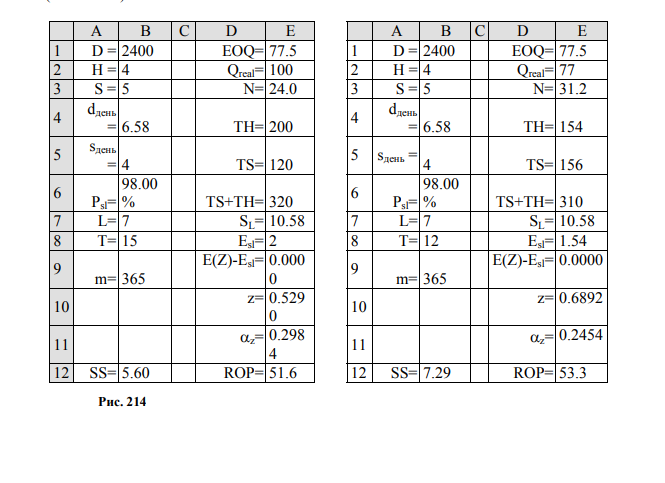 A B C D E
1 D = 2400 EOQ= 77.5
2 H = 4 Qreal= 100
3 S = 5 N= 24.0
4 dдень = 6.58 TH= 200
5 sдень = 4 TS= 120
6 Psl= 98.00 % TS+TH= 320
7 L= 7 SL= 10.58
8 T= 15 Esl= 2
9 m= 365 E(Z)-Esl= 0.000 0
10 z= 0.529 0
11 αz= 0.298 4
12 SS= 5.60 ROP= 51.6
A B C D E
1 D = 2400 EOQ= 77.5
2 H = 4 Qreal= 77
3 S = 5 N= 31.2
4 dдень = 6.58 TH= 154
5 sдень = 4 TS= 156
6 Psl= 98.00 % TS+TH= 310
7 L= 7 SL= 10.58
8 T= 12 Esl= 1.54
9 m= 365 E(Z)-Esl= 0.0000
10 z= 0.6892
11 αz= 0.2454
12 SS= 7.29 ROP= 53.3
Рис. 214